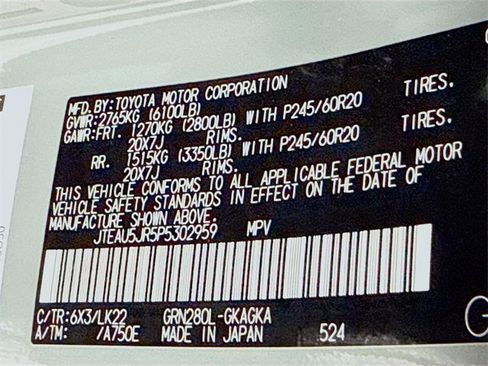 MFD.BY:TOYOTA MOTOR CORPORATION
GVWR:2765KG (6100LB)
GAWR:FRT. 1270KG (2800LB) WITH P245/60R20 TIRES,
20X7J RIMS.
RR. 1515KG (3350LB) WITH P245/60R20 TIRES,
20X7J RIMS.
THIS VEHICLE CONFORMS TO ALL APPLICABLE FEDERAL MOTOR
VEHICLE SAFETY STANDARDS IN EFFECT ON THE DATE OF
MANUFACTURE SHOWN ABOVE.
JTEAU5JR5P5302959 MPV
C/TR:6X3/LK22 GRN280L-GKAGKA
A/TM: /A750E MADE IN JAPAN 524